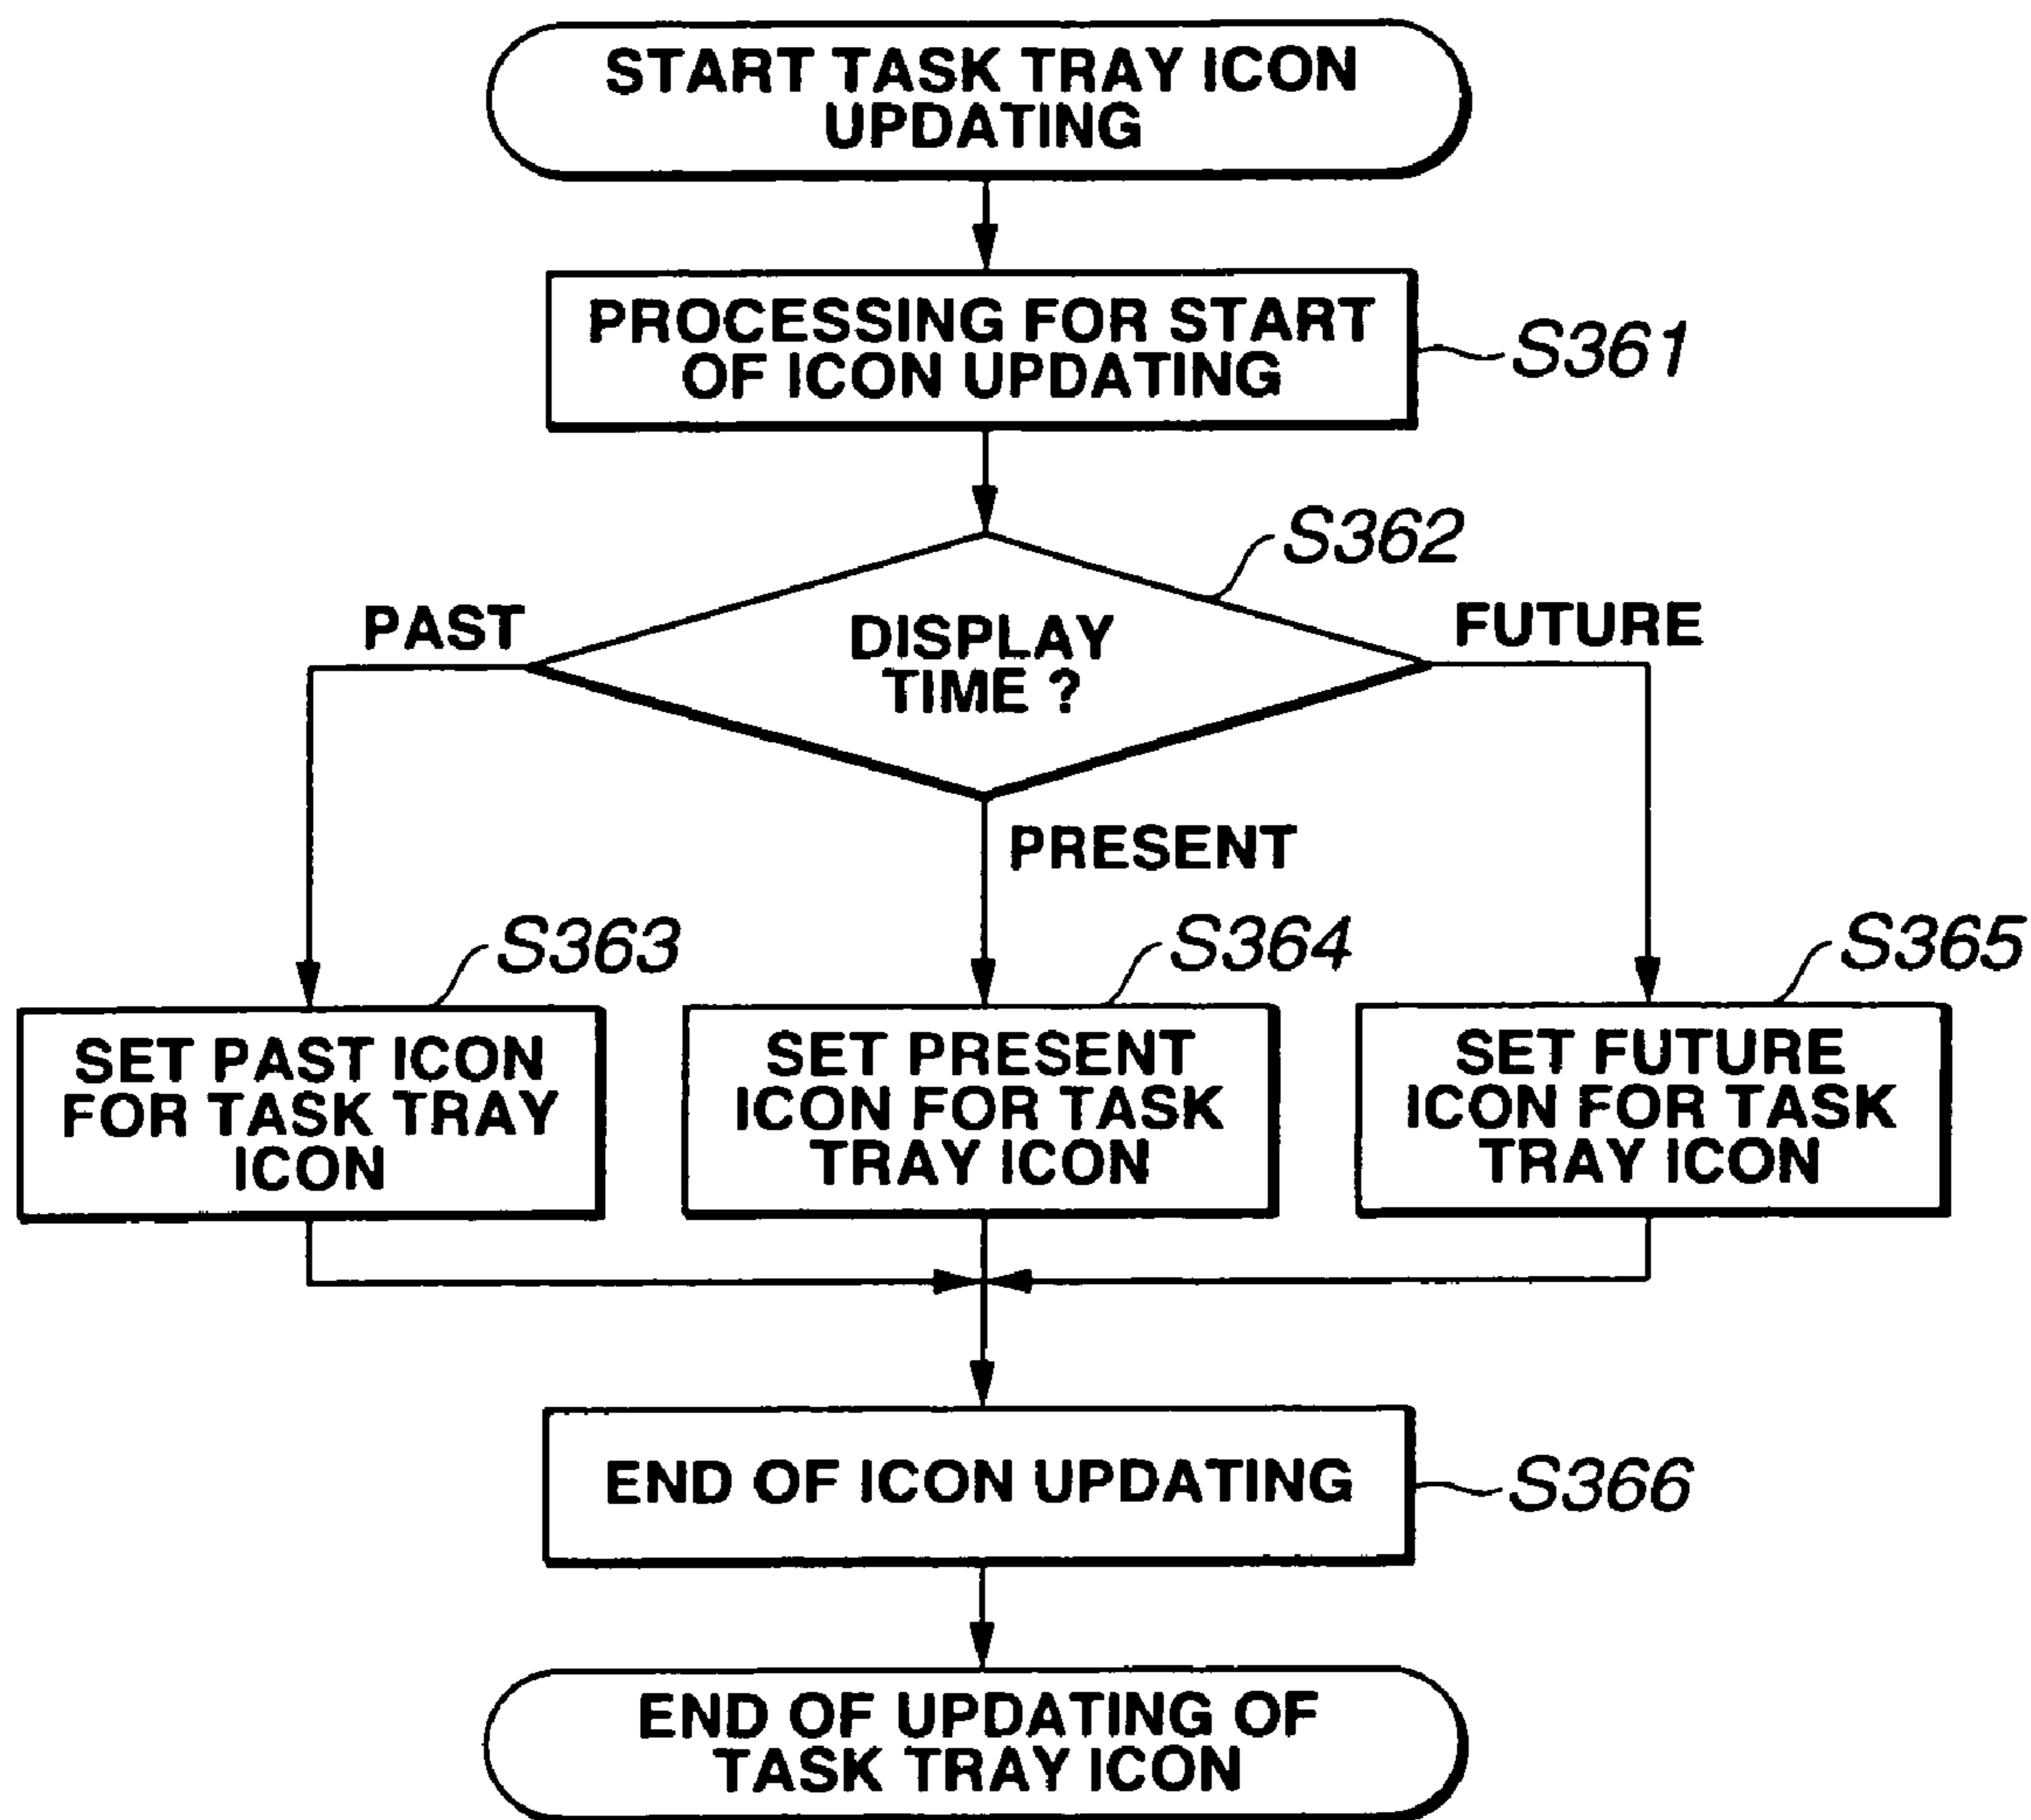 START TASK TRAY ICON
UPDATING
PROCESSING FOR START
OF ICON UPDATING
S361
S362
PAST
DISPLAY
TIME ?
FUTURE
PRESENT
S363
S364
S365
SET PAST ICON
FOR TASK TRAY
ICON
SET PRESENT
ICON FOR TASK
TRAY ICON
SET FUTURE
ICON FOR TASK
TRAY ICON
END OF ICON UPDATING
S366
END OF UPDATING OF
TASK TRAY ICON